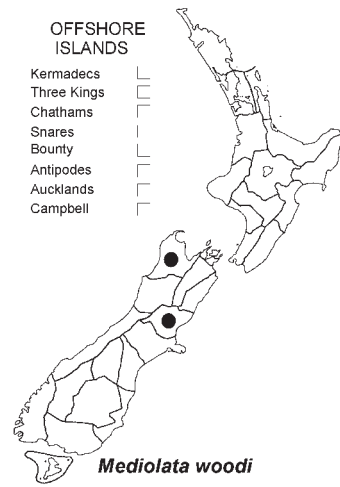 OFFSHORE
ISLANDS
Kermadecs
Three Kings
Chathams
Snares
Bounty
Antipodes
Aucklands
Campbell
Mediolata woodi